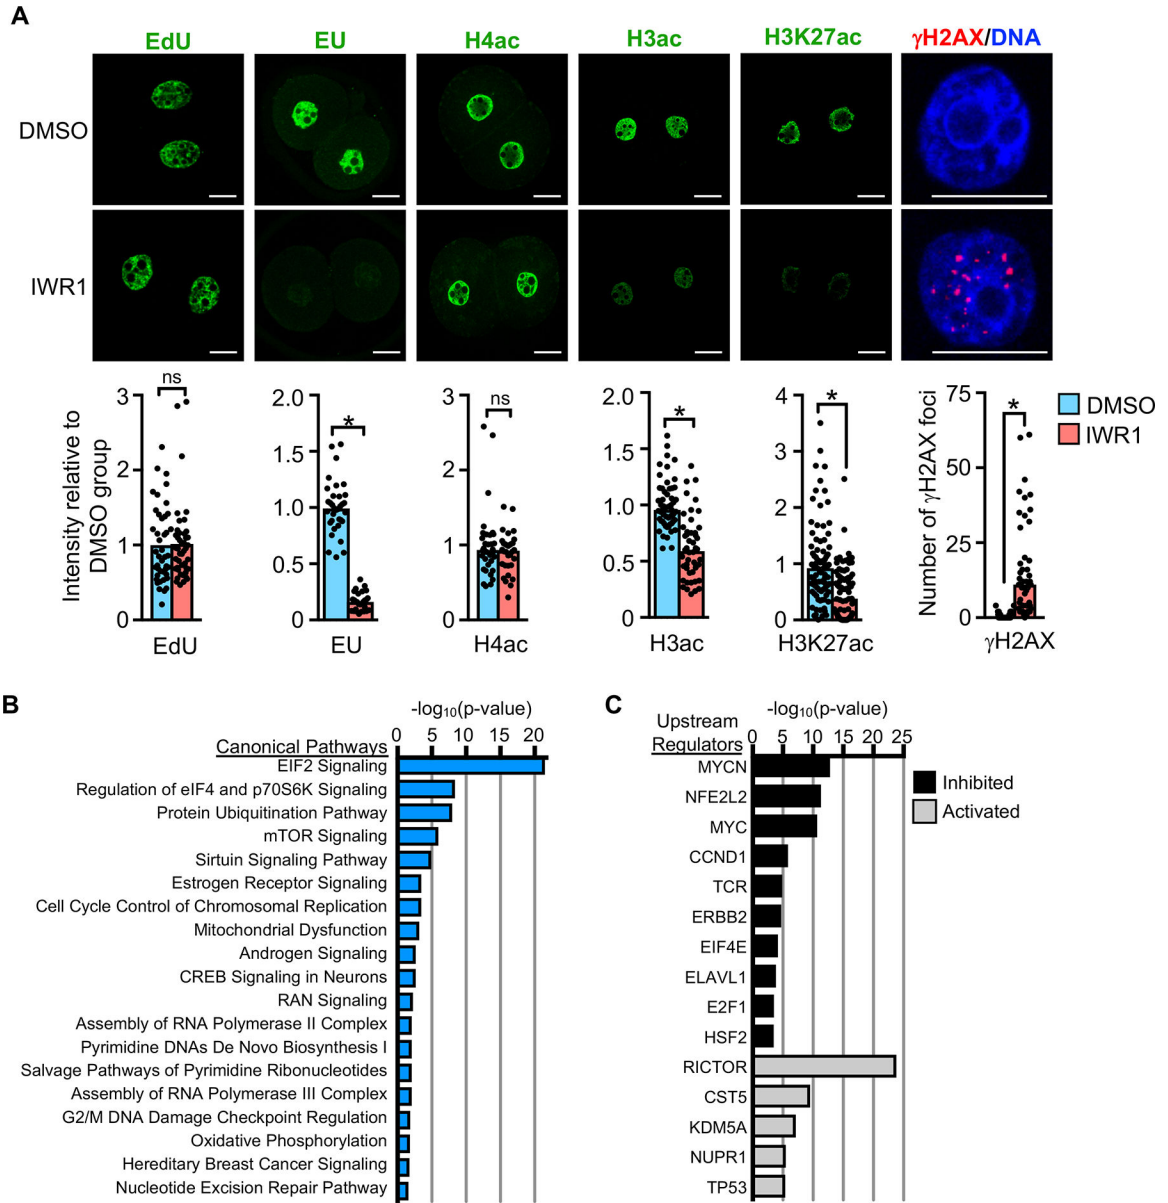 A
EdU EU H4ac H3ac H3K27ac γH2AX/DNA
DMSO
IWR1
Intensity relative to
DMSO group
3
2
1
0
ns
EdU
2.0
1.5
1.0
0.5
0
*
EU
3
2
1
0
ns
H4ac
2.0
1.5
1.0
0.5
0
*
H3ac
4
3
2
1
0
*
H3K27ac
Number of γH2AX foci
75
50
25
0
*
γH2AX
DMSO
IWR1
B
-log10(p-value)
0 5 10 15 20
Canonical Pathways
EIF2 Signaling
Regulation of eIF4 and p70S6K Signaling
Protein Ubiquitination Pathway
mTOR Signaling
Sirtuin Signaling Pathway
Estrogen Receptor Signaling
Cell Cycle Control of Chromosomal Replication
Mitochondrial Dysfunction
Androgen Signaling
CREB Signaling in Neurons
RAN Signaling
Assembly of RNA Polymerase II Complex
Pyrimidine DNAs De Novo Biosynthesis I
Salvage Pathways of Pyrimidine Ribonucleotides
Assembly of RNA Polymerase III Complex
G2/M DNA Damage Checkpoint Regulation
Oxidative Phosphorylation
Hereditary Breast Cancer Signaling
Nucleotide Excision Repair Pathway
C
-log10(p-value)
Upstream
Regulators
0 5 10 15 20 25
MYCN
NFE2L2
MYC
CCND1
TCR
ERBB2
EIF4E
ELAVL1
E2F1
HSF2
RICTOR
CST5
KDM5A
NUPR1
TP53
Inhibited
Activated